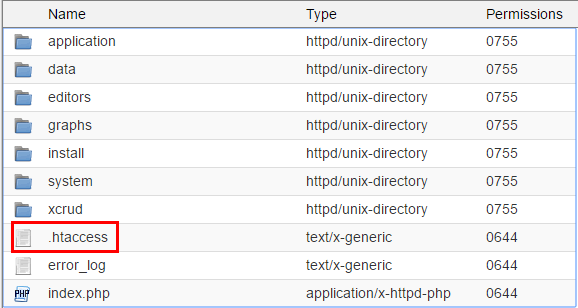 Name Type Permissions
application httpd/unix-directory 0755
data httpd/unix-directory 0755
editors httpd/unix-directory 0755
graphs httpd/unix-directory 0755
install httpd/unix-directory 0755
system httpd/unix-directory 0755
xcrud httpd/unix-directory 0755
.htaccess text/x-generic 0644
error_log text/x-generic 0644
PHP index.php application/x-httpd-php 0644